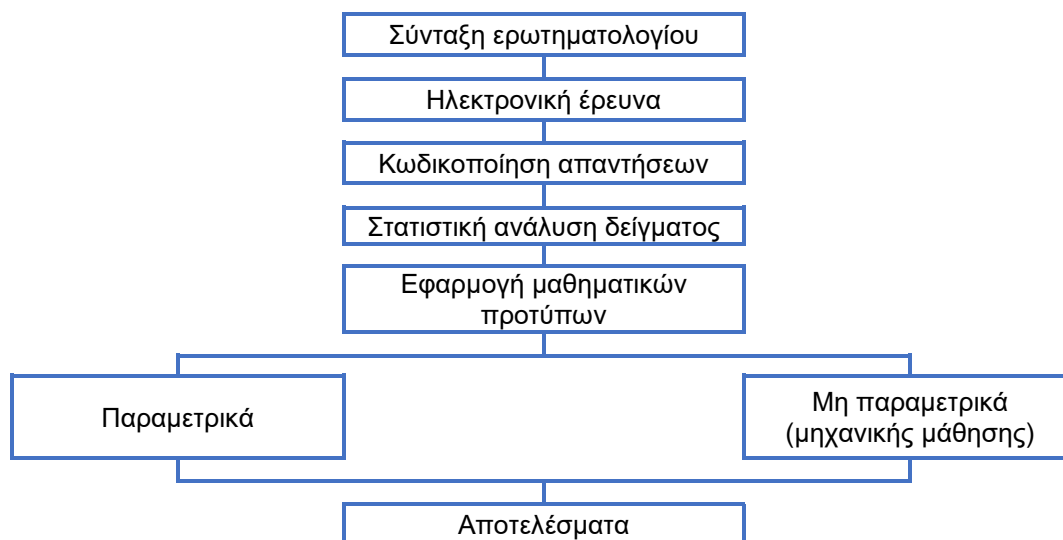 Σύνταξη ερωτηματολογίου
Ηλεκτρονική έρευνα
Κωδικοποίηση απαντήσεων
Στατιστική ανάλυση δείγματος
Εφαρμογή μαθηματικών
προτύπων
Παραμετρικά
Μη παραμετρικά
(μηχανικής μάθησης)
Αποτελέσματα